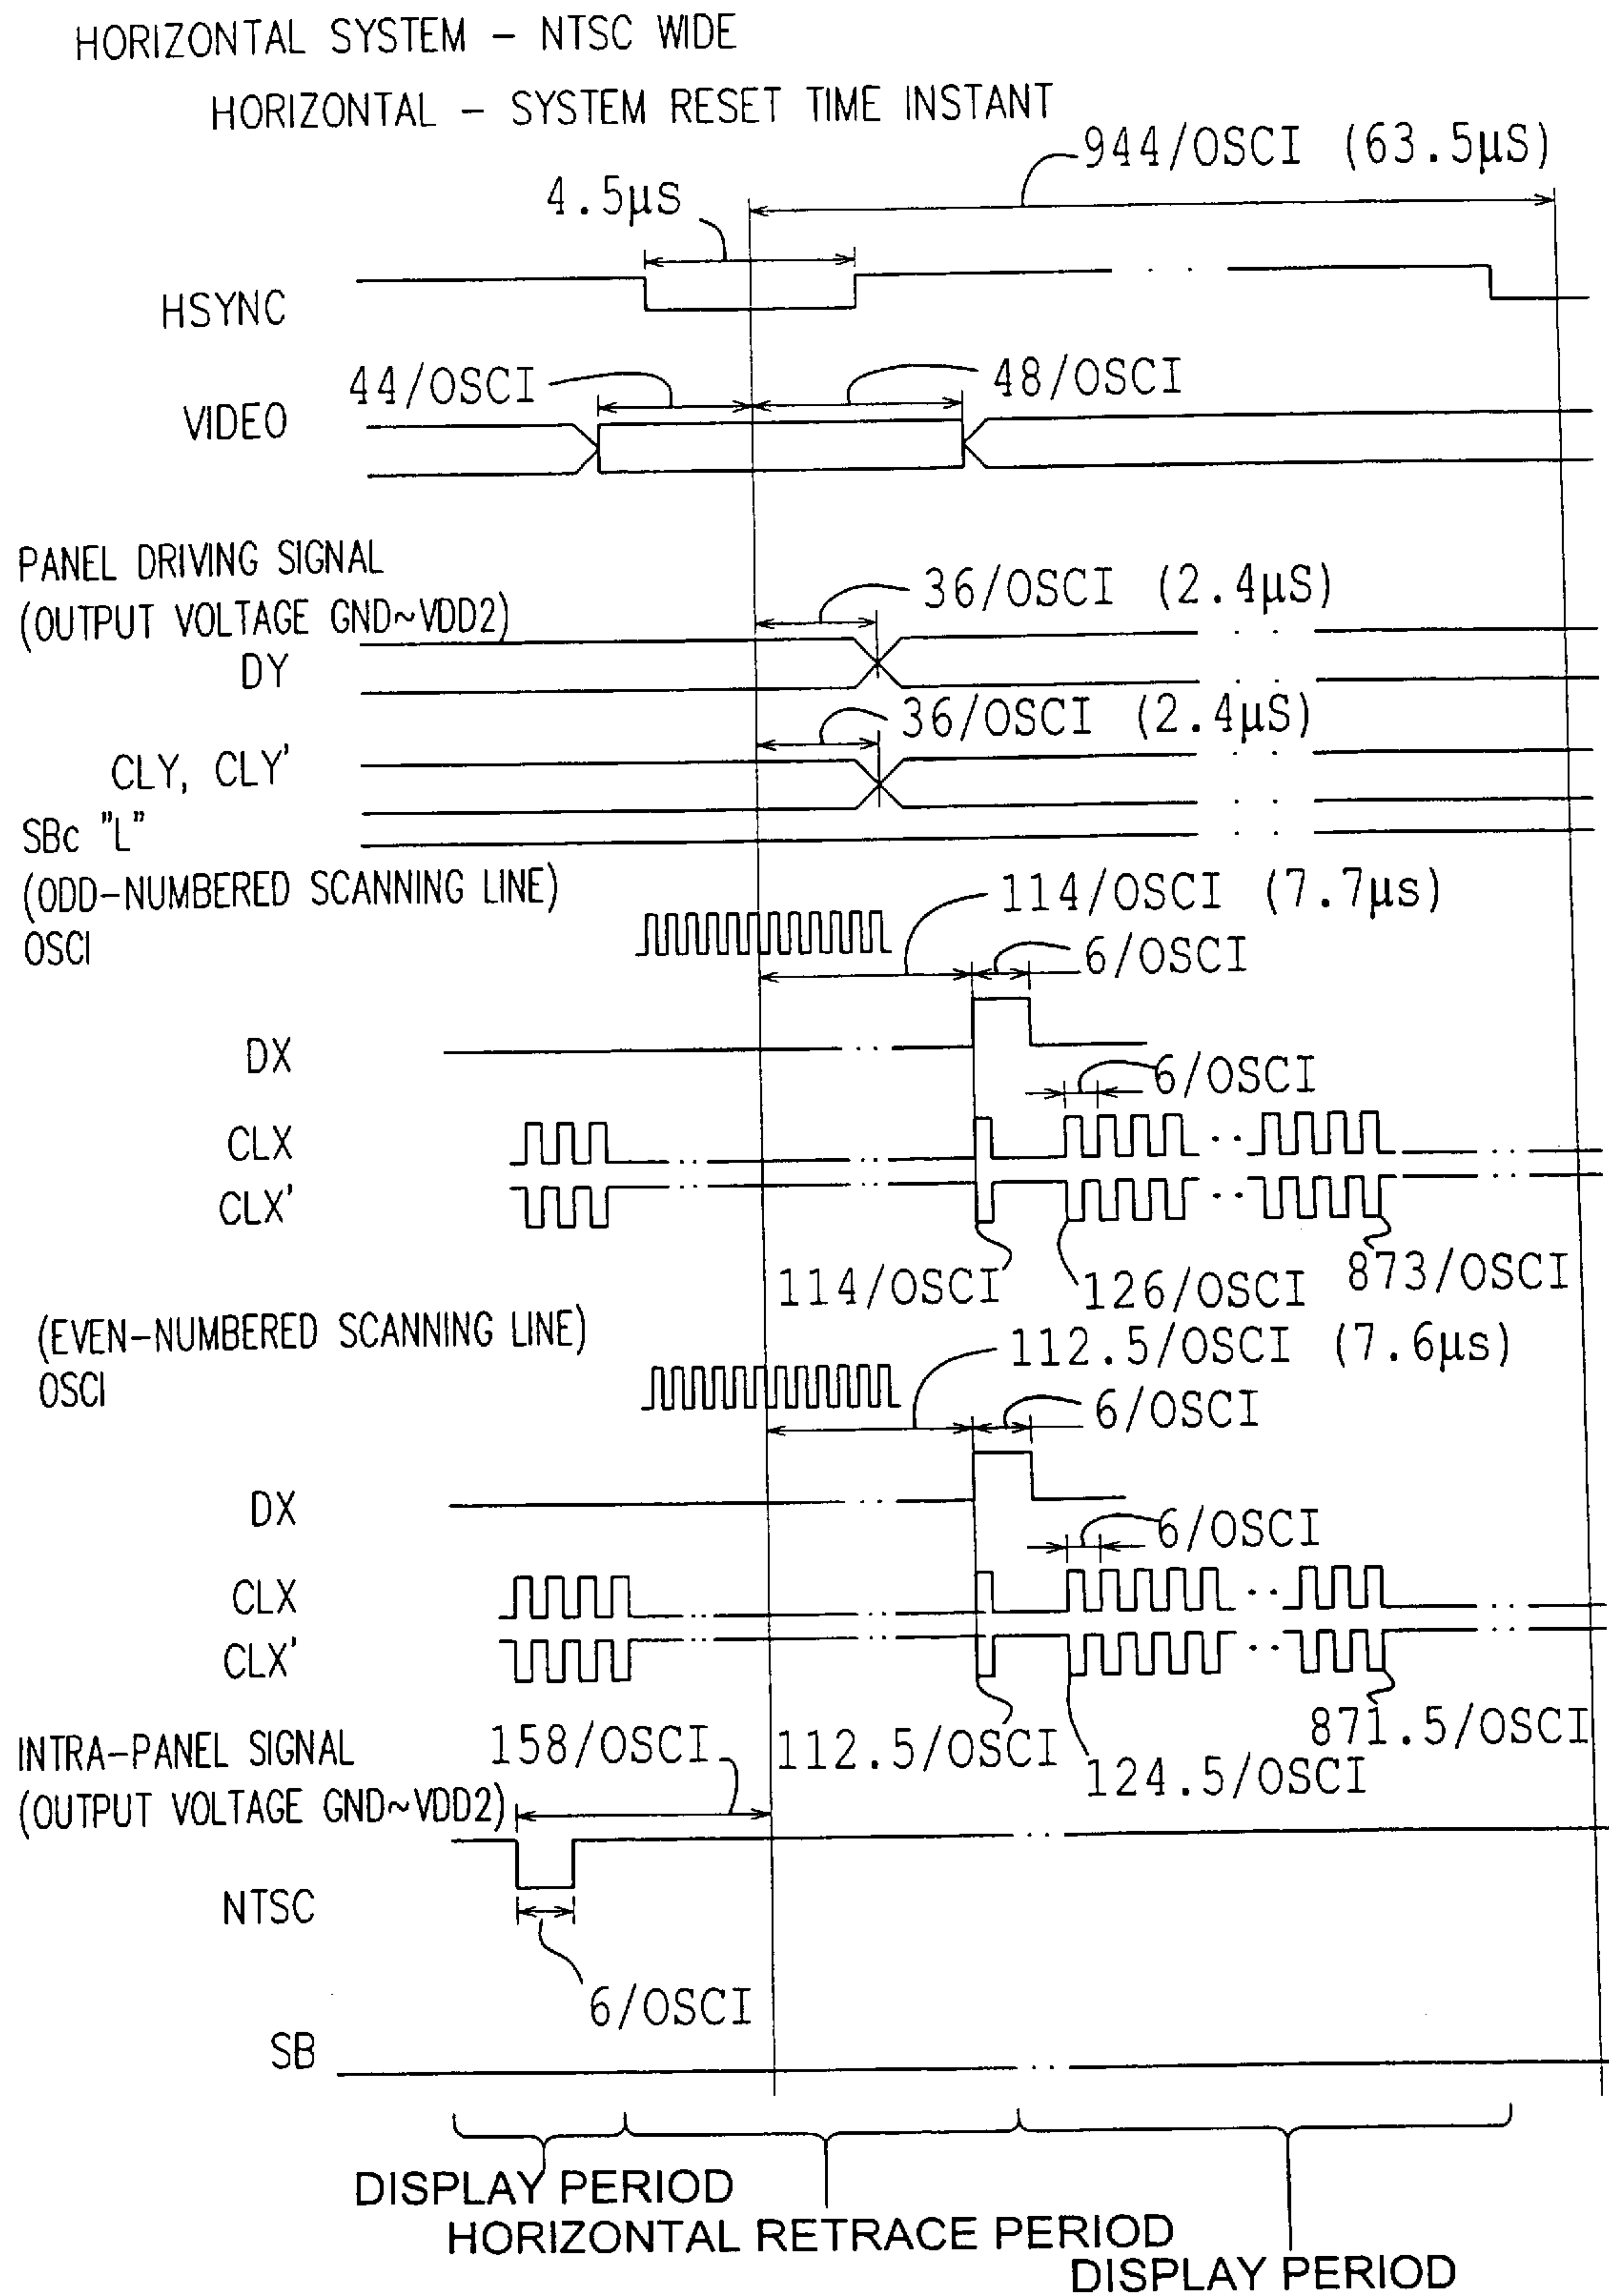 HORIZONTAL SYSTEM - NTSC WIDE
HORIZONTAL - SYSTEM RESET TIME INSTANT
944/OSCI (63.5µS)
4.5µS
HSYNC
44/OSCI
48/OSCI
VIDEO
PANEL DRIVING SIGNAL
(OUTPUT VOLTAGE GND~VDD2)
36/OSCI (2.4µS)
DY
36/OSCI (2.4µS)
CLY, CLY'
SBc "L"
(ODD-NUMBERED SCANNING LINE)
114/OSCI (7.7µs)
OSCI
6/OSCI
DX
6/OSCI
CLX
CLX'
114/OSCI
126/OSCI
873/OSCI
(EVEN-NUMBERED SCANNING LINE)
112.5/OSCI (7.6µs)
OSCI
6/OSCI
DX
6/OSCI
CLX
CLX'
871.5/OSCI
INTRA-PANEL SIGNAL
158/OSCI
112.5/OSCI
124.5/OSCI
(OUTPUT VOLTAGE GND~VDD2)
NTSC
6/OSCI
SB
DISPLAY PERIOD
HORIZONTAL RETRACE PERIOD
DISPLAY PERIOD